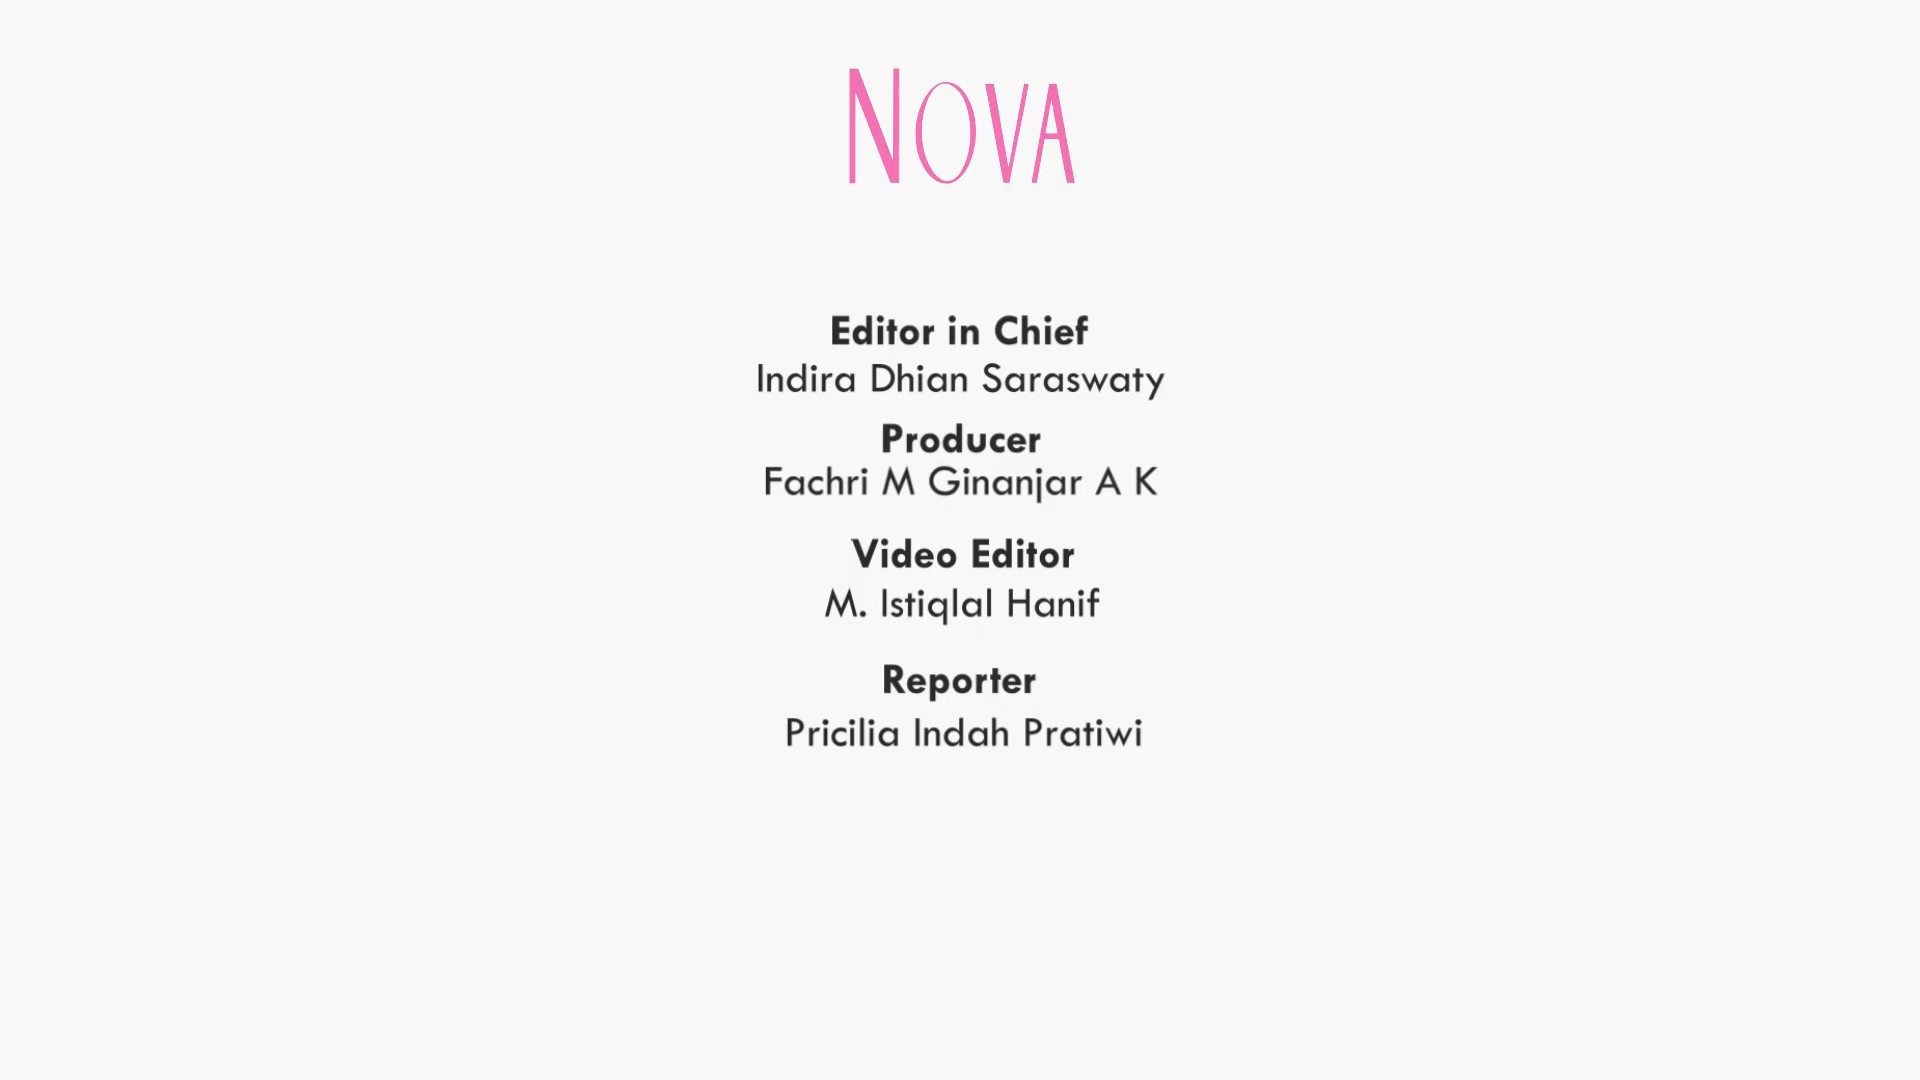 NOVA
Editor in Chief
Indira Dhian Saraswaty
Producer
Fachri M Ginanjar A K
Video Editor
M. Istiqlal Hanif
Reporter
Pricilia Indah Pratiwi